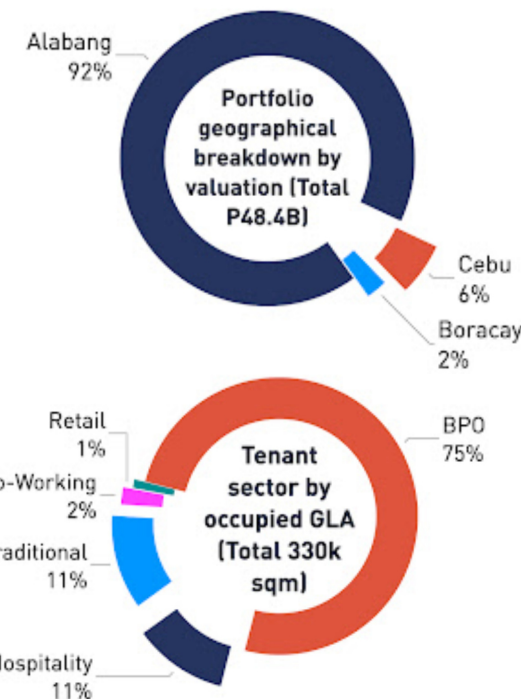 Alabang
92%
Portfolio
geographical
breakdown by
valuation (Total
P48.4B)
Cebu
6%
Boracay
2%
Retail
1%
BPO
75%
Tenant
sector by
occupied GLA
(Total 330k
sqm)
o-Working
2%
raditional
11%
Hospitality
11%